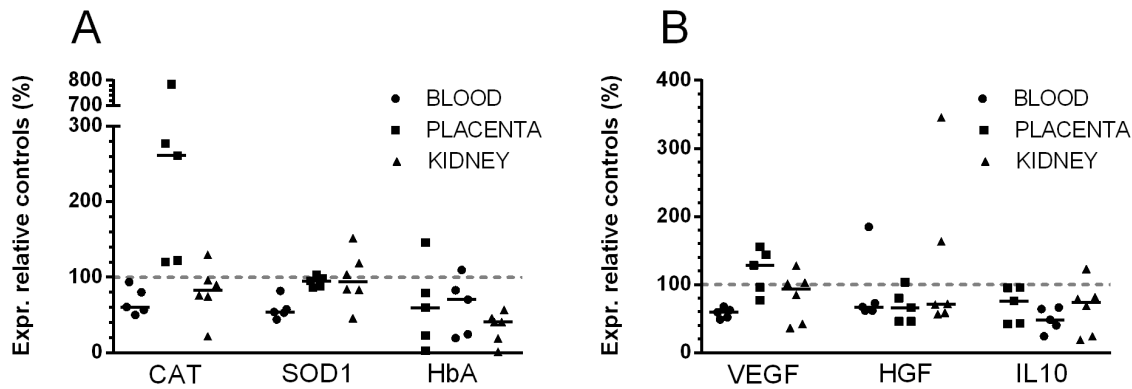 A
Expr. relative controls (%)
800
700
300
200
100
0
BLOOD
PLACENTA
KIDNEY
CAT
SOD1
HbA
B
Expr. relative controls (%)
400
300
200
100
0
BLOOD
PLACENTA
KIDNEY
VEGF
HGF
IL10